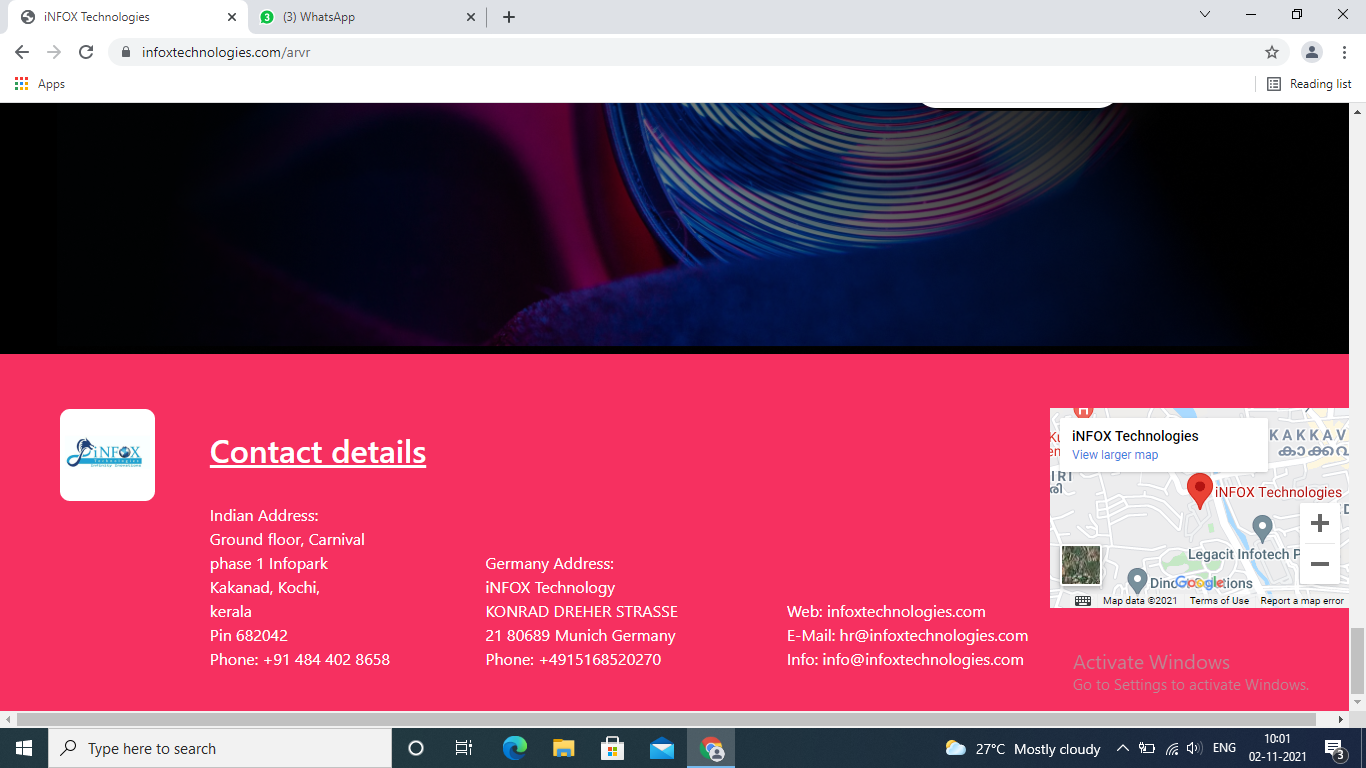 iNFOX Technologies
(3) WhatsApp
infoxtechnologies.com/arvr
Apps
Reading list
iNFOX
Contact details
Indian Address:
Ground floor, Carnival
phase 1 Infopark
Kakanad, Kochi,
kerala
Pin 682042
Phone: +91 484 402 8658
Germany Address:
iNFOX Technology
KONRAD DREHER STRASSE
21 80689 Munich Germany
Phone: +4915168520270
Web: infoxtechnologies.com
E-Mail: hr@infoxtechnologies.com
Info: info@infoxtechnologies.com
iNFOX Technologies
View larger map
KAKKAV
കാക്കവ
IRI
iNFOX Technologies
Legacit Infotech P
Google
Map data ©2021 Terms of Use Report a map error
Activate Windows
Go to Settings to activate Windows.
Type here to search
27°C Mostly cloudy
ENG
10:01
02-11-2021
3